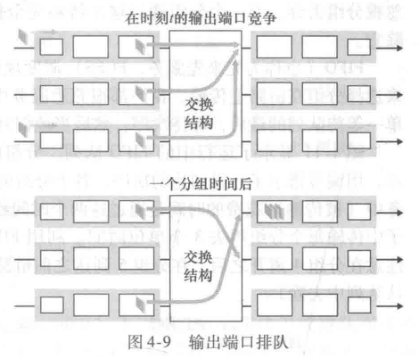 在时刻t的输出端口竞争
交换
结构
一个分组时间后
交换
结构
图4-9 输出端口排队